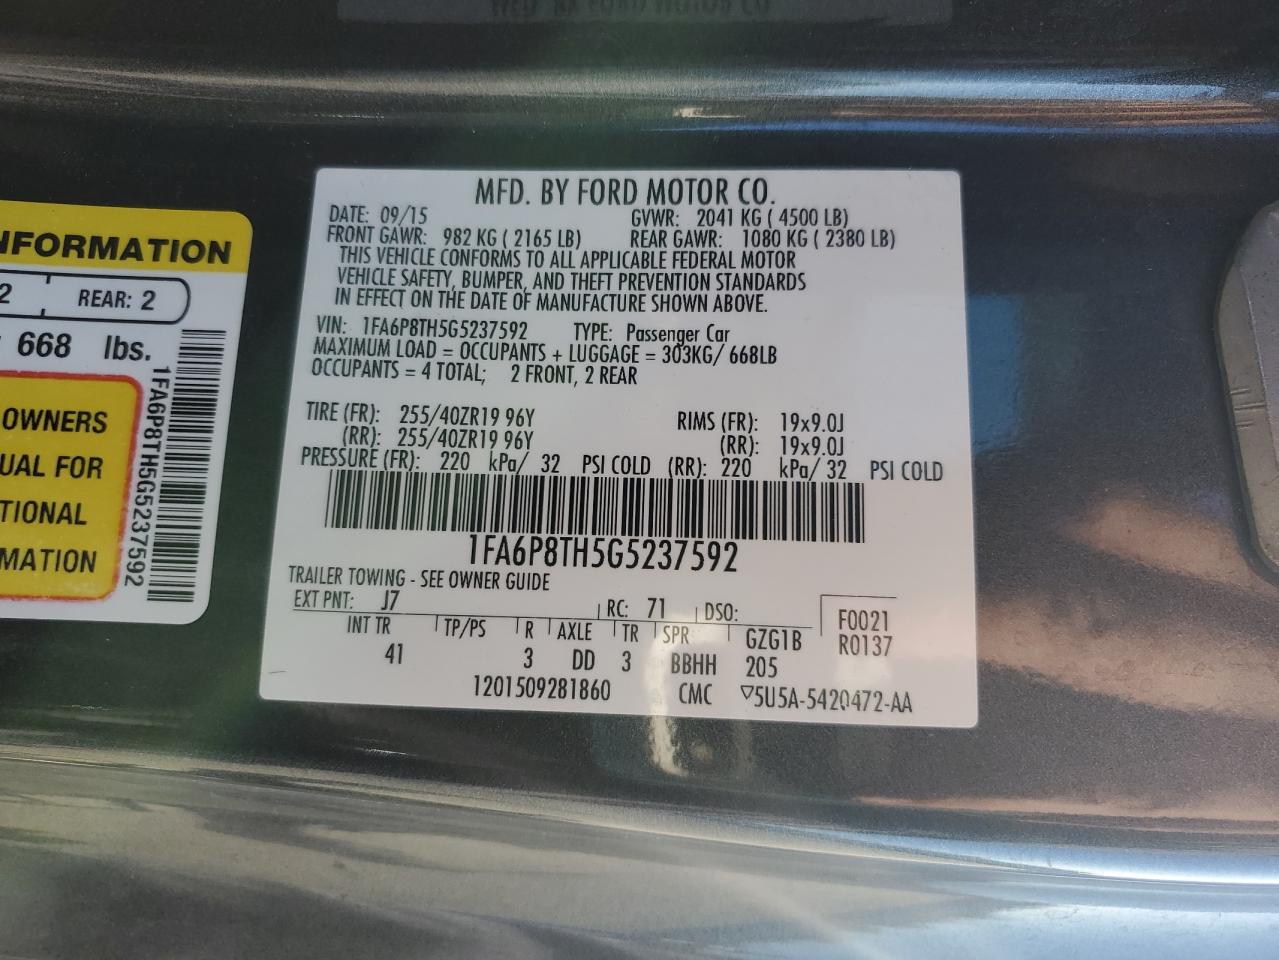 MFD. BY FORD MOTOR CO.
DATE: 09/15 GVWR: 2041 KG ( 4500 LB)
FRONT GAWR: 982 KG ( 2165 LB) REAR GAWR: 1080 KG ( 2380 LB)
THIS VEHICLE CONFORMS TO ALL APPLICABLE FEDERAL MOTOR
VEHICLE SAFETY, BUMPER, AND THEFT PREVENTION STANDARDS
IN EFFECT ON THE DATE OF MANUFACTURE SHOWN ABOVE.
VIN: 1FA6P8TH5G5237592 TYPE: Passenger Car
MAXIMUM LOAD = OCCUPANTS + LUGGAGE = 303KG/ 668LB
OCCUPANTS = 4 TOTAL; 2 FRONT, 2 REAR
TIRE (FR): 255/40ZR19 96Y RIMS (FR): 19x9.0J
(RR): 255/40ZR19 96Y (RR): 19x9.0J
PRESSURE (FR): 220 kPa/ 32 PSI COLD (RR): 220 kPa/ 32 PSI COLD
1FA6P8TH5G5237592
TRAILER TOWING - SEE OWNER GUIDE
EXT PNT: J7 RC: 71 DSO: F0021
INT TR TP/PS R AXLE TR SPR GZG1B R0137
41 3 DD 3 BBHH 205
1201509281860 CMC ▽5U5A-5420472-AA
NFORMATION
2 REAR: 2
668 lbs.
OWNERS
UAL FOR
TIONAL
MATION
1FA6P8TH5G5237592